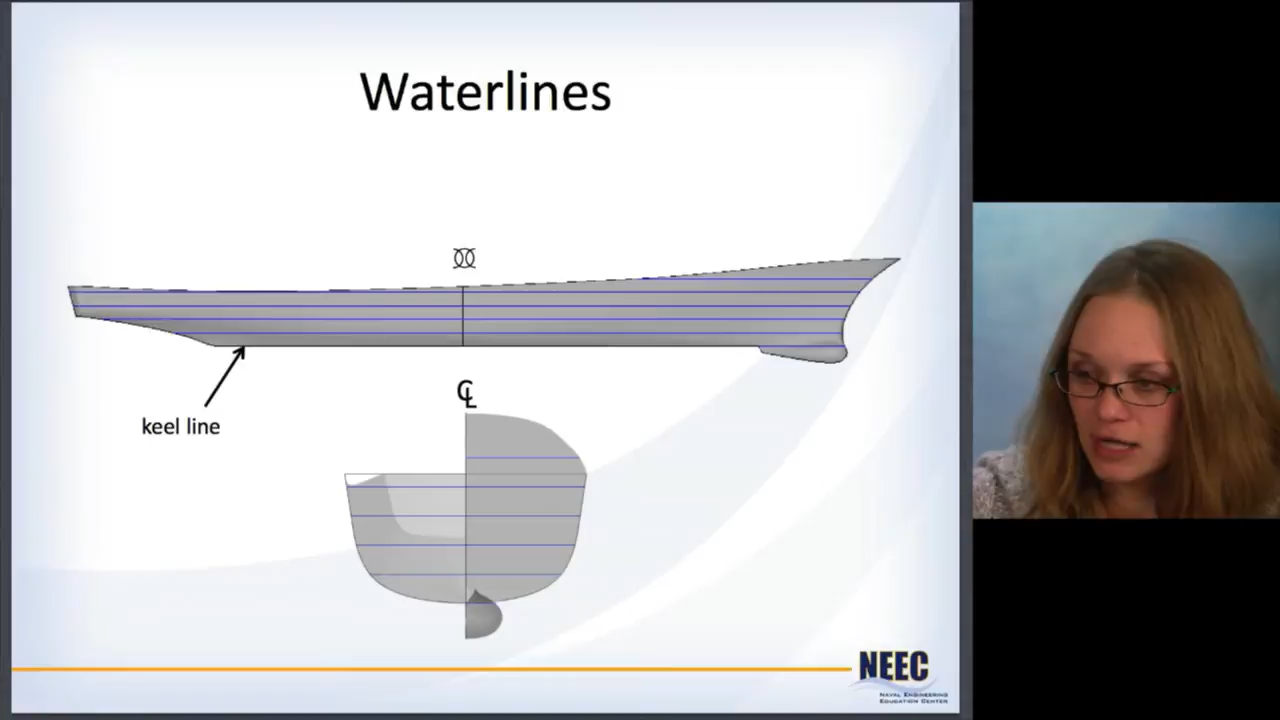 Waterlines
℄
keel line
NEEC
NAVAL ENGINEERING
EDUCATION CENTER